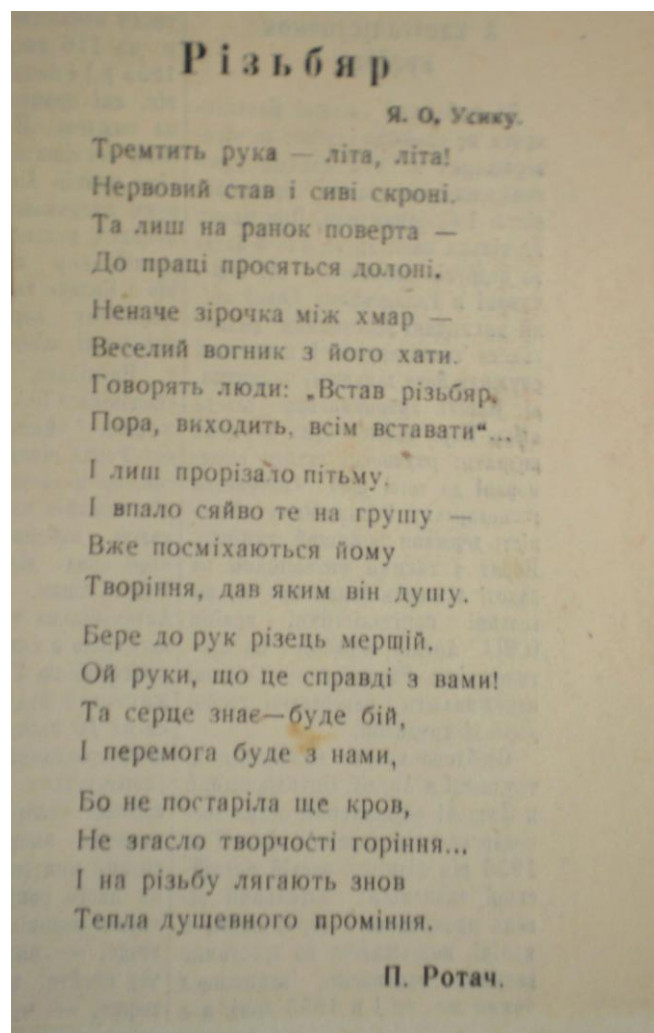 Різьбяр
Я. О. Усику.
Тремтить рука — літа, літа!
Нервовий став і сиві скроні.
Та лиш на ранок поверта —
До праці просяться долоні.
Неначе зірочка між хмар —
Веселий вогник з його хати.
Говорять люди: „Встав різьбяр,
Пора, виходить, всім вставати“...
І лиш прорізало пітьму,
І впало сяйво те на грушу —
Вже посміхаються йому
Творіння, дав яким він душу.
Бере до рук різець мерщій.
Ой руки, що це справді з вами!
Та серце знає—буде бій,
І перемога буде з нами,
Бо не постаріла ще кров,
Не згасло творчості горіння...
І на різьбу лягають знов
Тепла душевного проміння.
П. Ротач.